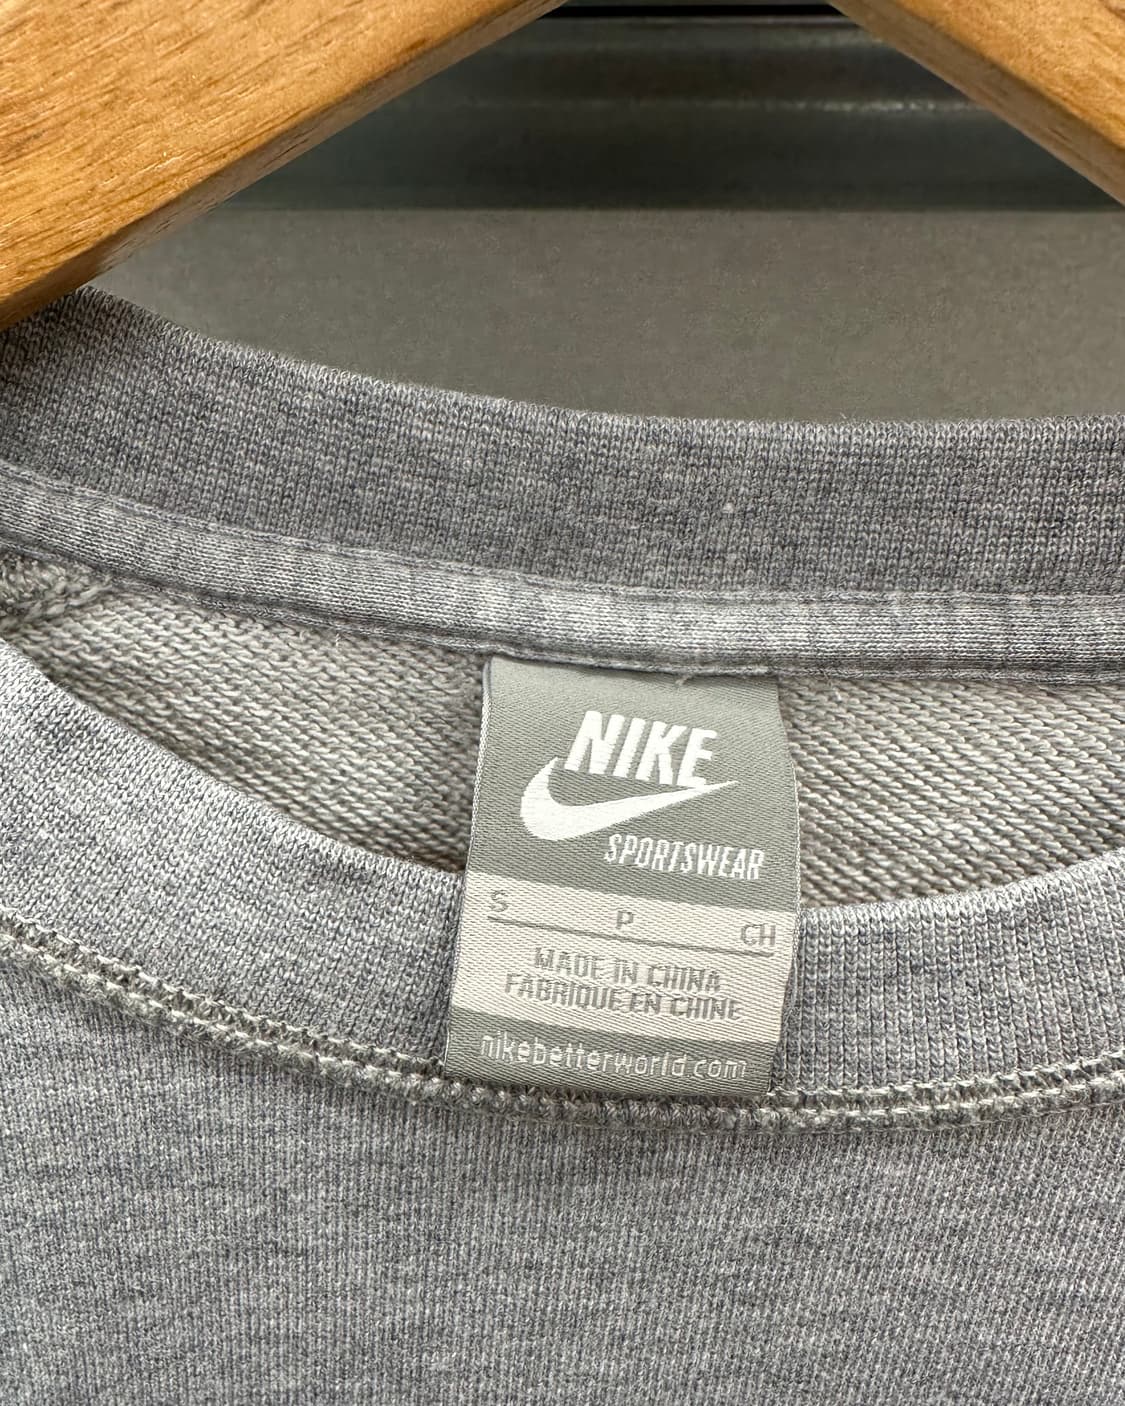 NIKE
SPORTSWEAR
S P CH
MADE IN CHINA
FABRIQUE EN CHINE
nikebetterworld.com